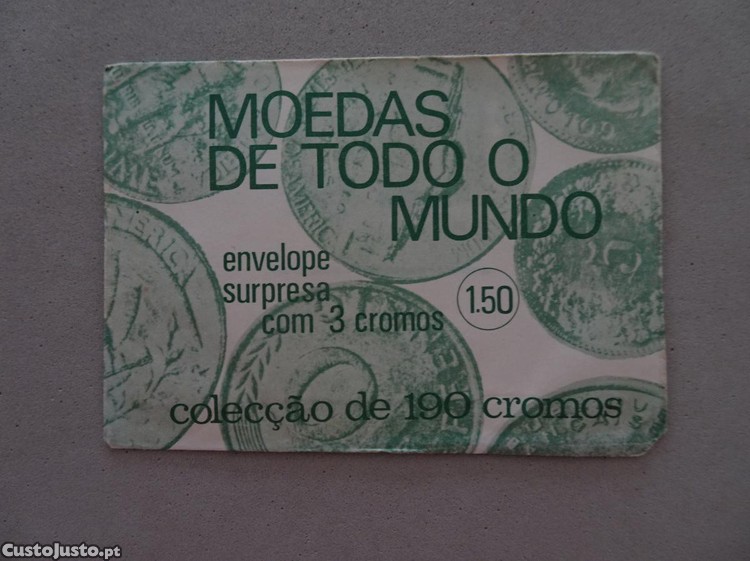 MOEDAS
DE TODO O
MUNDO
envelope
surpresa
com 3 cromos
1.50
colecção de 190 cromos
CustoJusto.pt